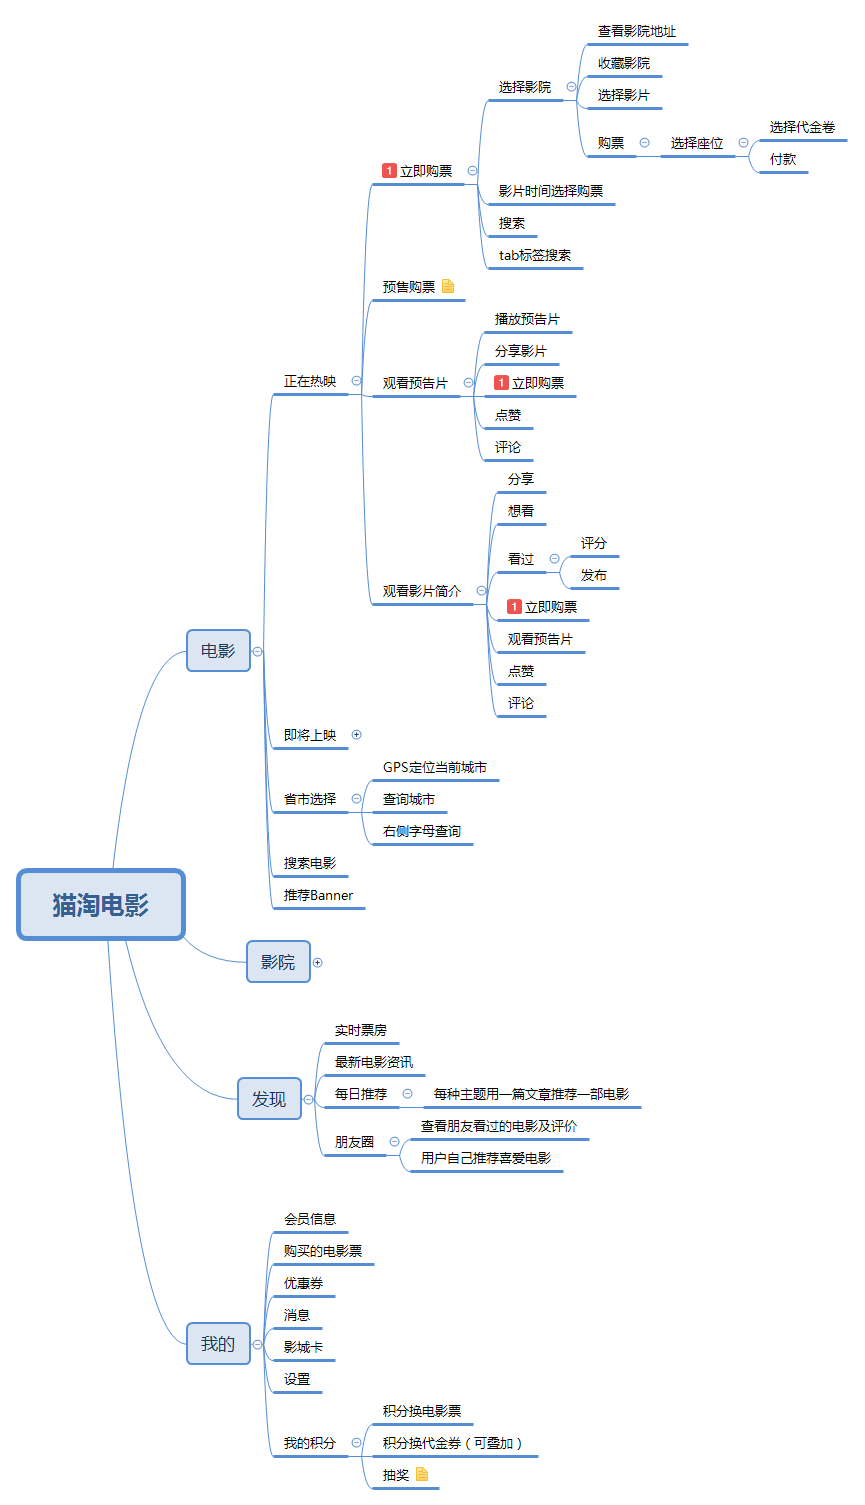 查看影院地址
收藏影院
选择影院
选择影片
选择代金卷
购票
选择座位
付款
1 立即购票
影片时间选择购票
搜索
tab标签搜索
预售购票
播放预告片
分享影片
正在热映
观看预告片
1 立即购票
点赞
评论
分享
想看
评分
看过
发布
观看影片简介
1 立即购票
观看预告片
电影
点赞
评论
即将上映
GPS定位当前城市
省市选择
查询城市
右侧字母查询
搜索电影
推荐Banner
猫淘电影
影院
实时票房
最新电影资讯
发现
每日推荐
每种主题用一篇文章推荐一部电影
查看朋友看过的电影及评价
朋友圈
用户自己推荐喜爱电影
会员信息
购买的电影票
优惠券
消息
我的
影城卡
设置
积分换电影票
我的积分
积分换代金券（可叠加）
抽奖